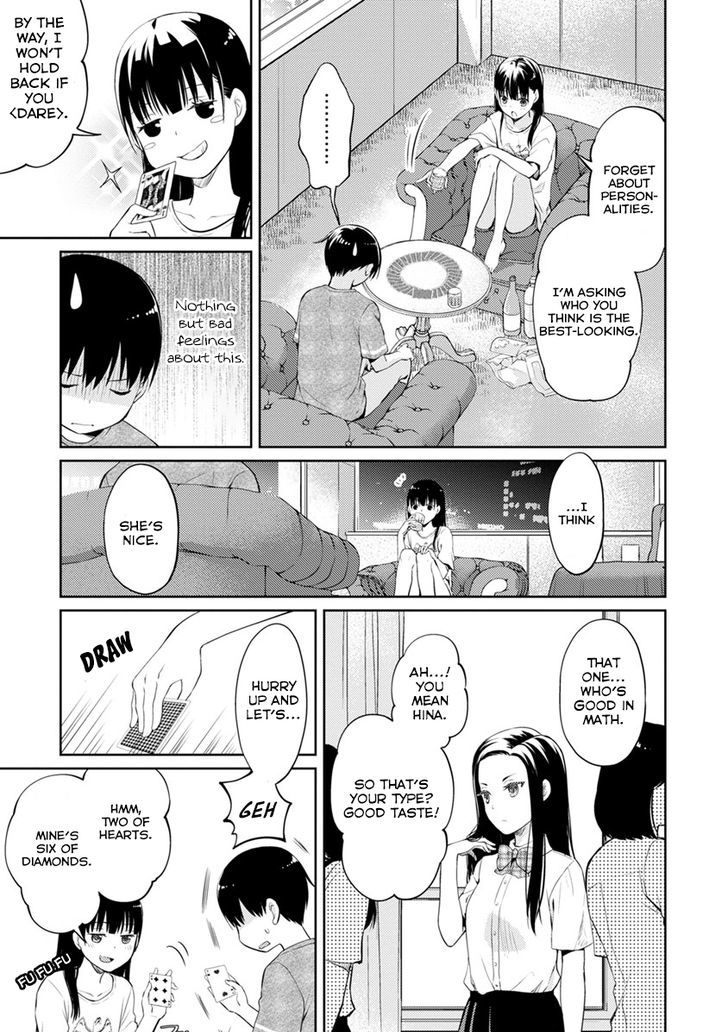 FORGET
ABOUT
PERSON-
ALITIES.
I'M ASKING
WHO YOU
THINK IS THE
BEST-LOOKING.
.........
BY THE
WAY, I
WON'T
HOLD
BACK IF
YOU
<DARE>.
Nothing
but bad
feelings
about this.
...I
THINK
SHE'S
NICE.
THAT
ONE...
WHO'S
GOOD IN
MATH.
AH...!
YOU
MEAN
HINA.
SO THAT'S
YOUR TYPE?
GOOD TASTE!
HURRY
UP AND
LET'S...
DRAW
GEH
HMM,
TWO OF
HEARTS.
MINE'S
SIX OF
DIAMONDS.
FU FU FU